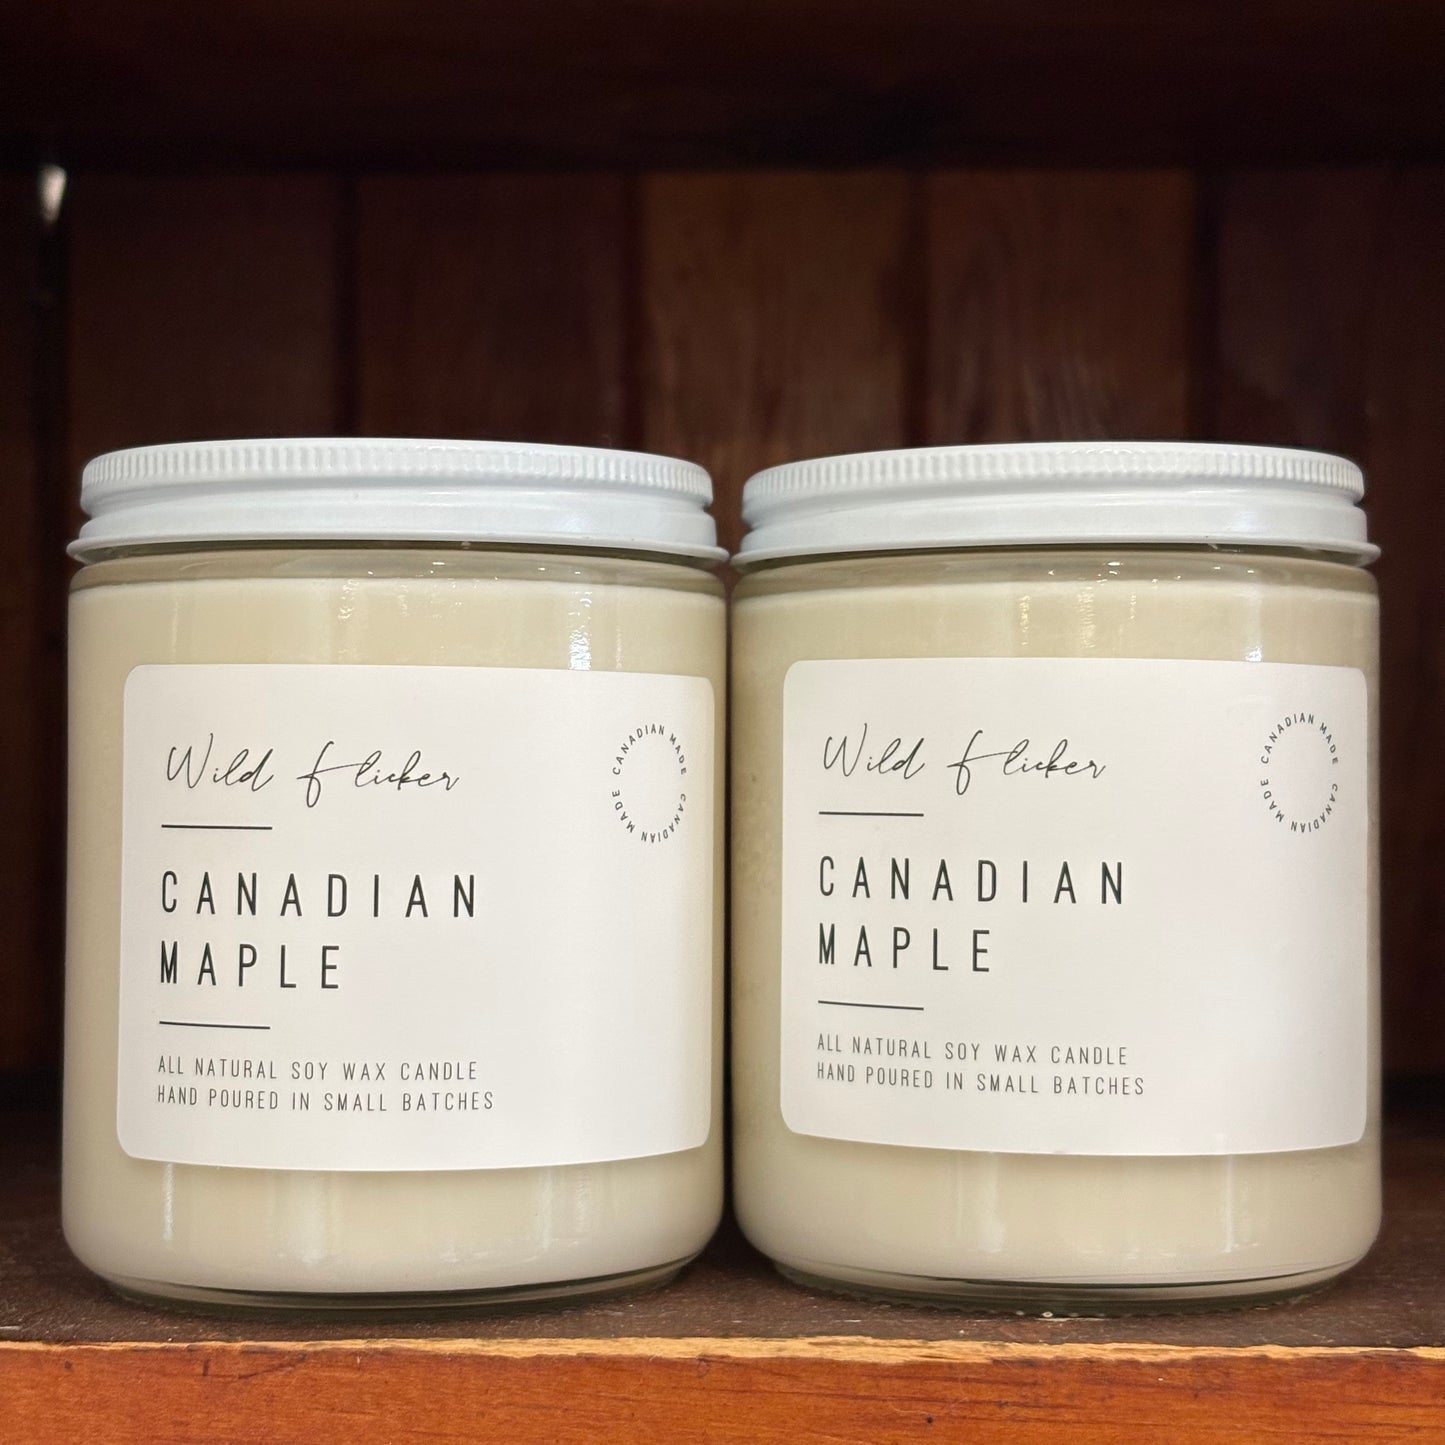 Wild Flicker
CANADIAN MADE CANADIAN MADE
CANADIAN
MAPLE
ALL NATURAL SOY WAX CANDLE
HAND POURED IN SMALL BATCHES
Wild Flicker
CANADIAN MADE CANADIAN MADE
CANADIAN
MAPLE
ALL NATURAL SOY WAX CANDLE
HAND POURED IN SMALL BATCHES